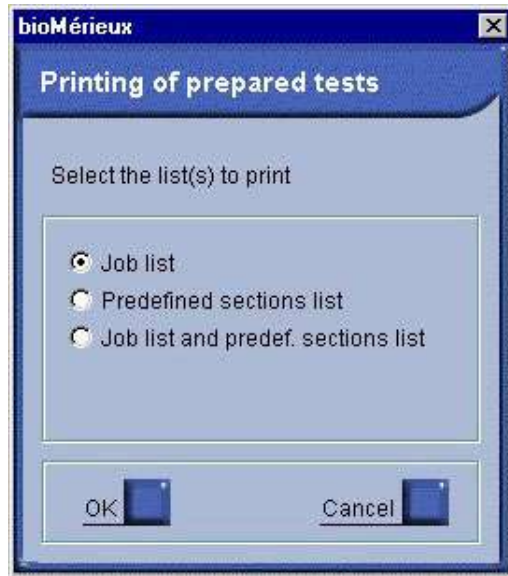 bioMérieux
Printing of prepared tests
Select the list(s) to print
Job list
Predefined sections list
Job list and predef. sections list
OK
Cancel